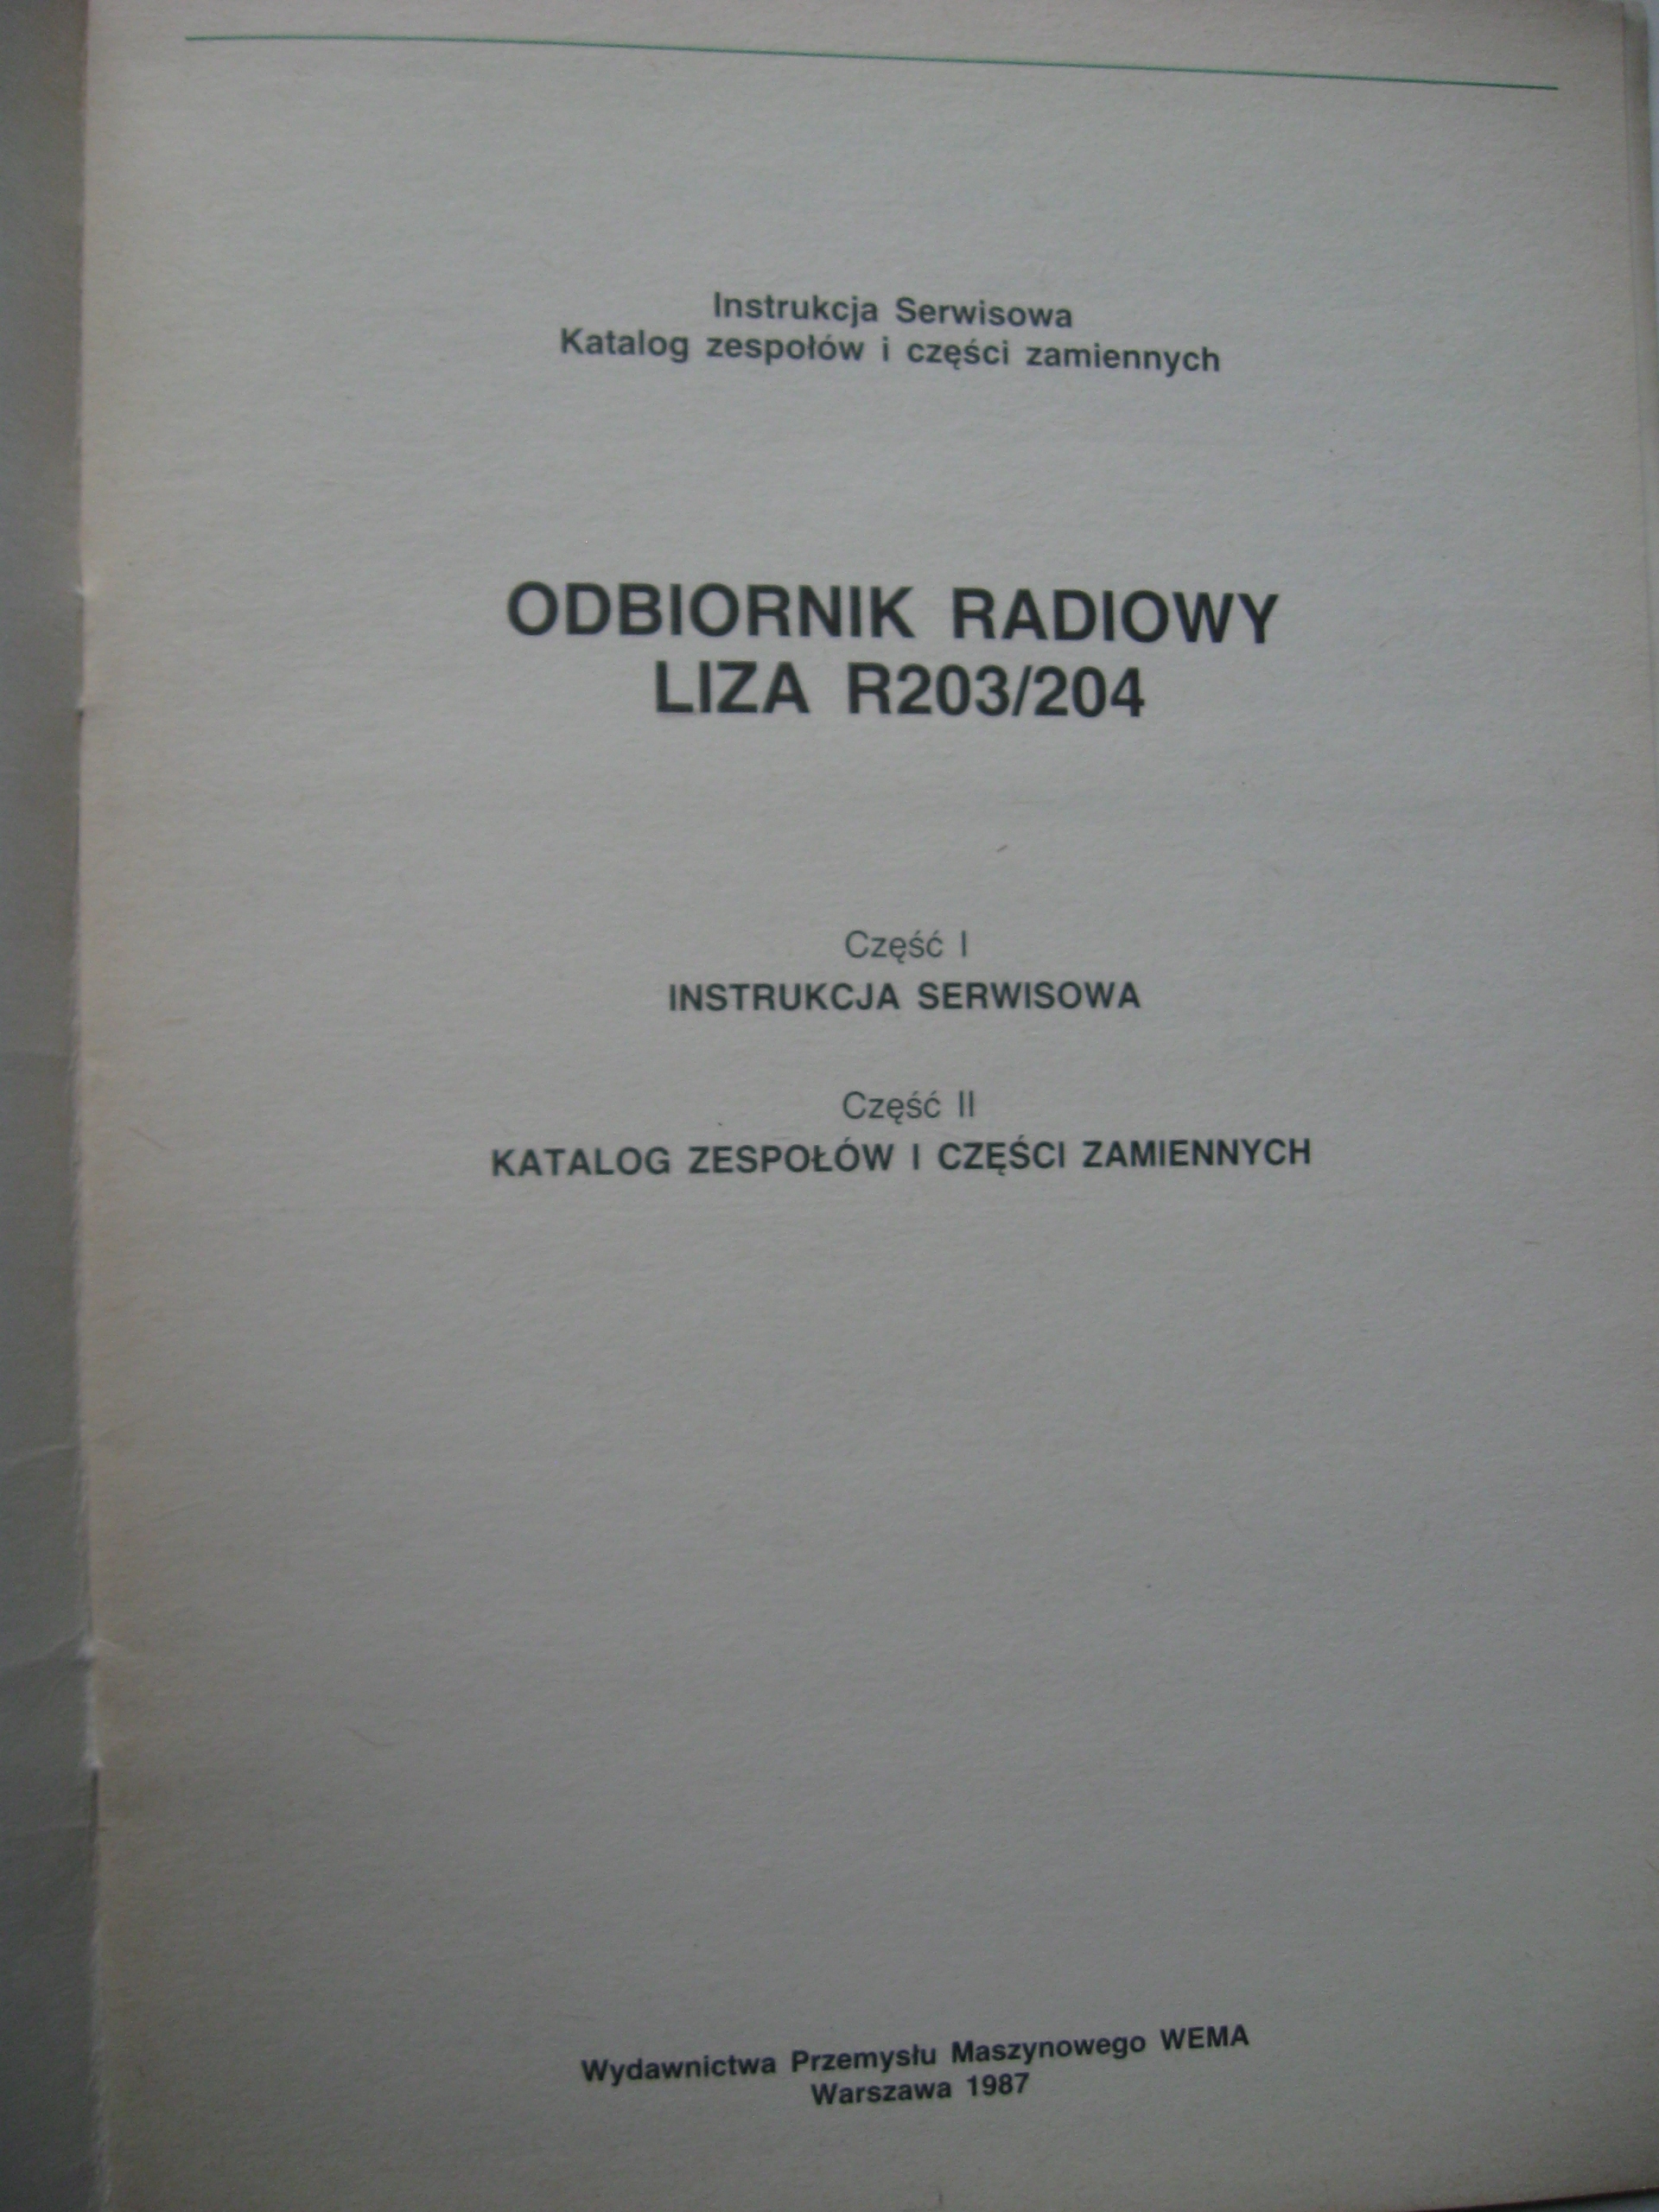 Instrukcja Serwisowa
Katalog zespołów i części zamiennych
ODBIORNIK RADIOWY
LIZA R203/204
Część I
INSTRUKCJA SERWISOWA
Część II
KATALOG ZESPOŁÓW I CZĘŚCI ZAMIENNYCH
Wydawnictwa Przemysłu Maszynowego WEMA
Warszawa 1987